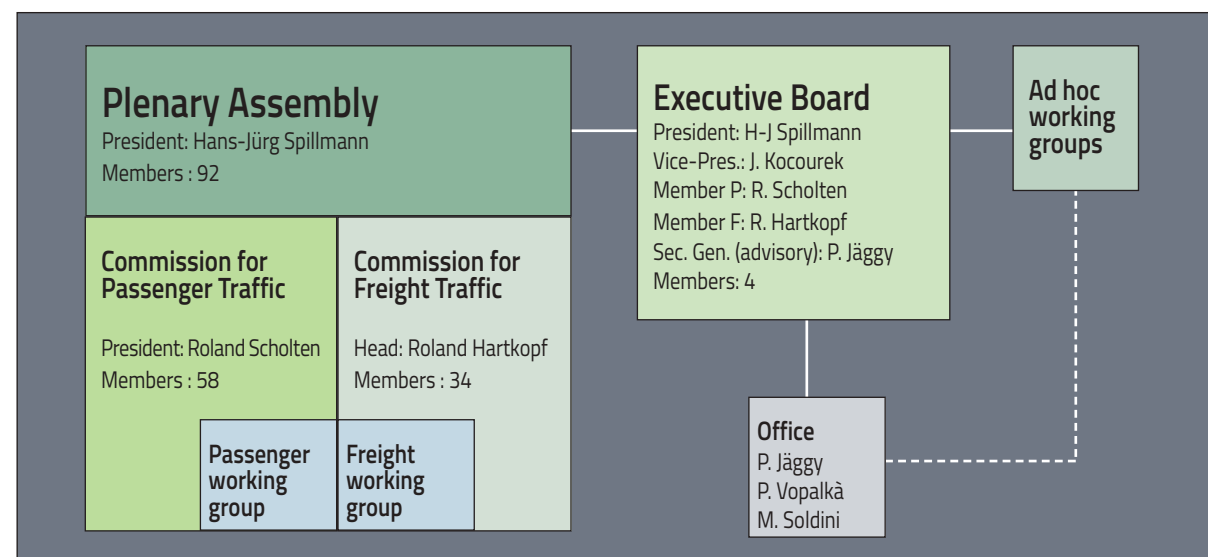 Plenary Assembly
President: Hans-Jürg Spillmann
Members : 92
Commission for
Passenger Traffic
President: Roland Scholten
Members : 58
Commission for
Freight Traffic
Head: Roland Hartkopf
Members : 34
Passenger
working
group
Freight
working
group
Executive Board
President: H-J Spillmann
Vice-Pres.: J. Kocourek
Member P: R. Scholten
Member F: R. Hartkopf
Sec. Gen. (advisory): P. Jäggy
Members: 4
Ad hoc
working
groups
Office
P. Jäggy
P. Vopalkà
M. Soldini